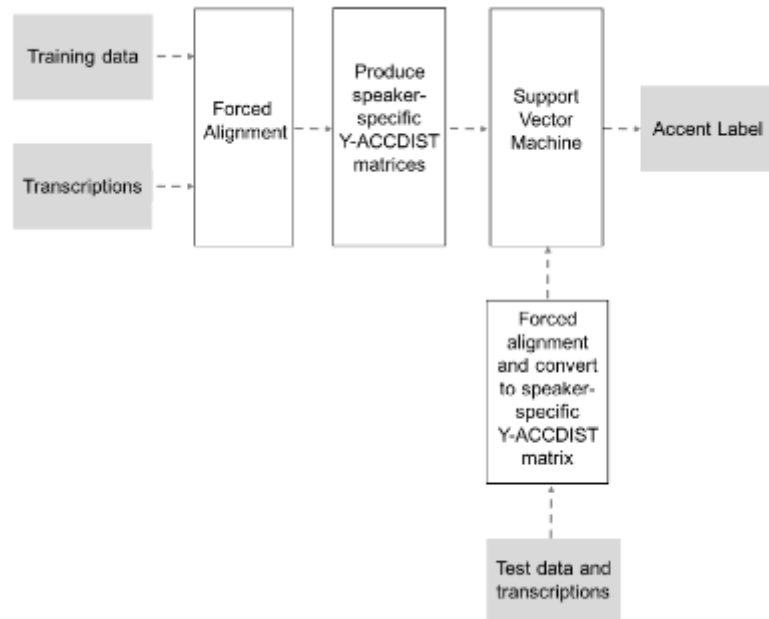 Training data
Transcriptions
Forced
Alignment
Produce
speaker-
specific
Y-ACCDIST
matrices
Support
Vector
Machine
Accent Label
Forced
alignment
and convert
to speaker-
specific
Y-ACCDIST
matrix
Test data and
transcriptions